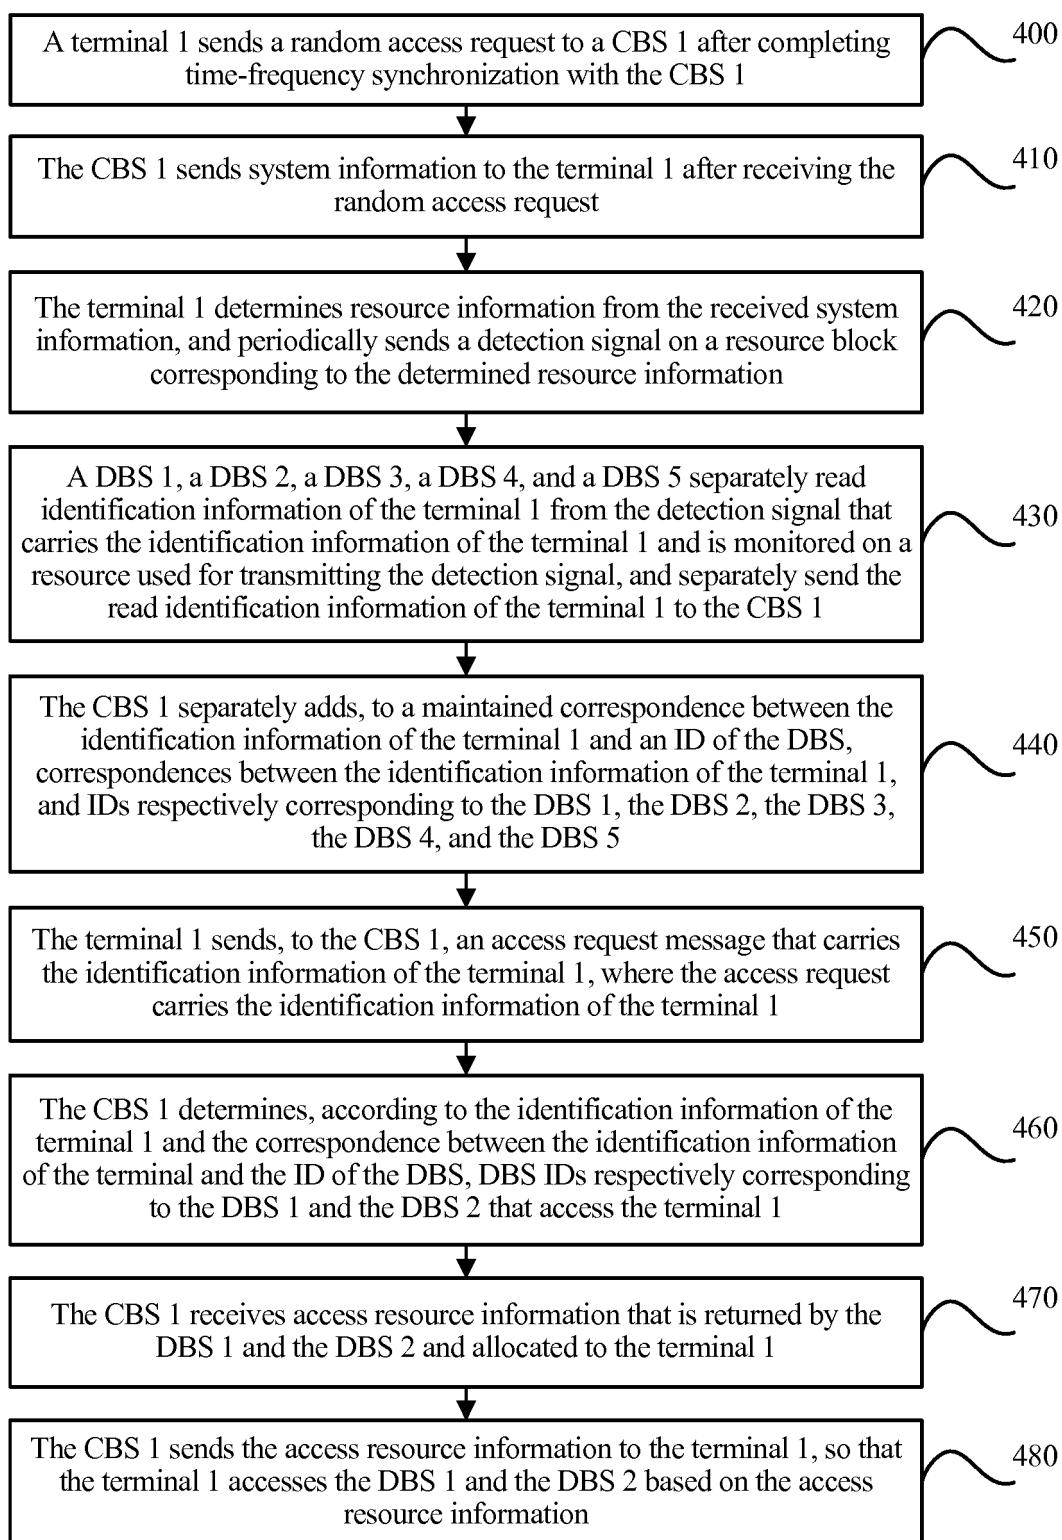 A terminal 1 sends a random access request to a CBS 1 after completing
time-frequency synchronization with the CBS 1
400
The CBS 1 sends system information to the terminal 1 after receiving the
random access request
410
The terminal 1 determines resource information from the received system
information, and periodically sends a detection signal on a resource block
corresponding to the determined resource information
420
A DBS 1, a DBS 2, a DBS 3, a DBS 4, and a DBS 5 separately read
identification information of the terminal 1 from the detection signal that
carries the identification information of the terminal 1 and is monitored on a
resource used for transmitting the detection signal, and separately send the
read identification information of the terminal 1 to the CBS 1
430
The CBS 1 separately adds, to a maintained correspondence between the
identification information of the terminal 1 and an ID of the DBS,
correspondences between the identification information of the terminal 1,
and IDs respectively corresponding to the DBS 1, the DBS 2, the DBS 3,
the DBS 4, and the DBS 5
440
The terminal 1 sends, to the CBS 1, an access request message that carries
the identification information of the terminal 1, where the access request
carries the identification information of the terminal 1
450
The CBS 1 determines, according to the identification information of the
terminal 1 and the correspondence between the identification information
of the terminal and the ID of the DBS, DBS IDs respectively corresponding
to the DBS 1 and the DBS 2 that access the terminal 1
460
The CBS 1 receives access resource information that is returned by the
DBS 1 and the DBS 2 and allocated to the terminal 1
470
The CBS 1 sends the access resource information to the terminal 1, so that
the terminal 1 accesses the DBS 1 and the DBS 2 based on the access
resource information
480